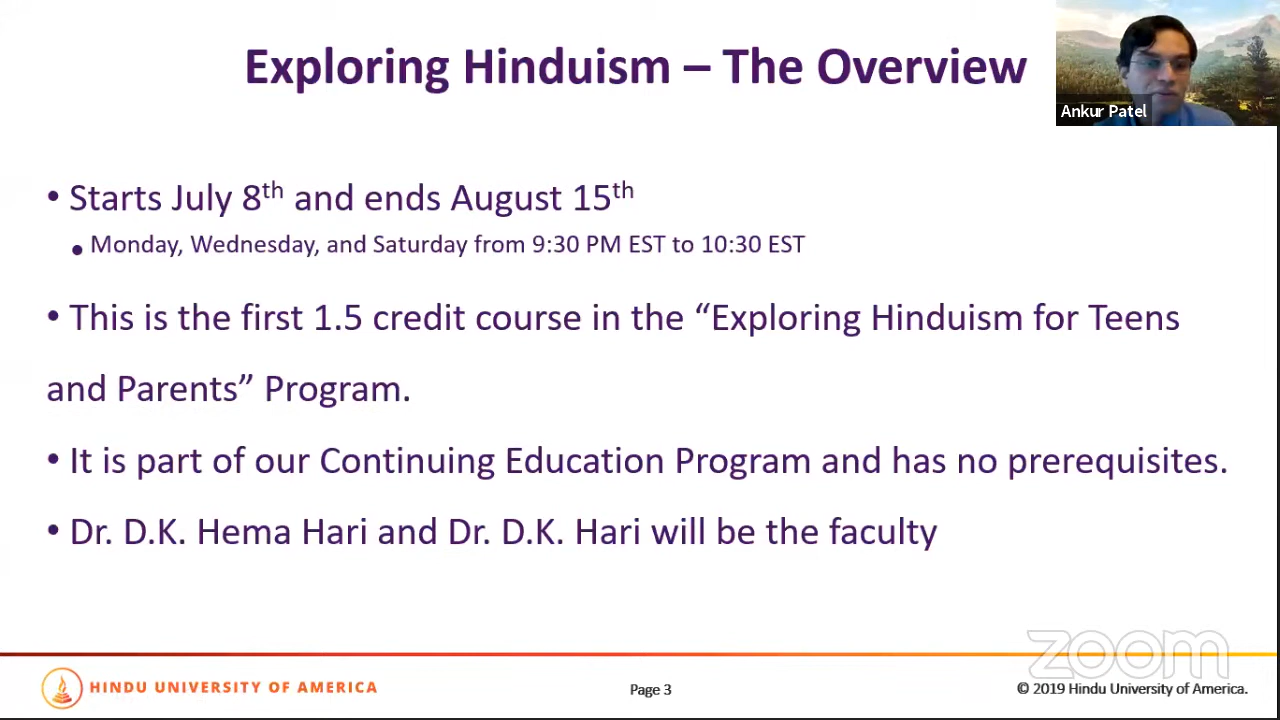 Exploring Hinduism – The Overview
Ankur Patel
• Starts July 8th and ends August 15th
• Monday, Wednesday, and Saturday from 9:30 PM EST to 10:30 EST
• This is the first 1.5 credit course in the “Exploring Hinduism for Teens
and Parents” Program.
• It is part of our Continuing Education Program and has no prerequisites.
• Dr. D.K. Hema Hari and Dr. D.K. Hari will be the faculty
zoom
HINDU UNIVERSITY OF AMERICA
Page 3
© 2019 Hindu University of America.